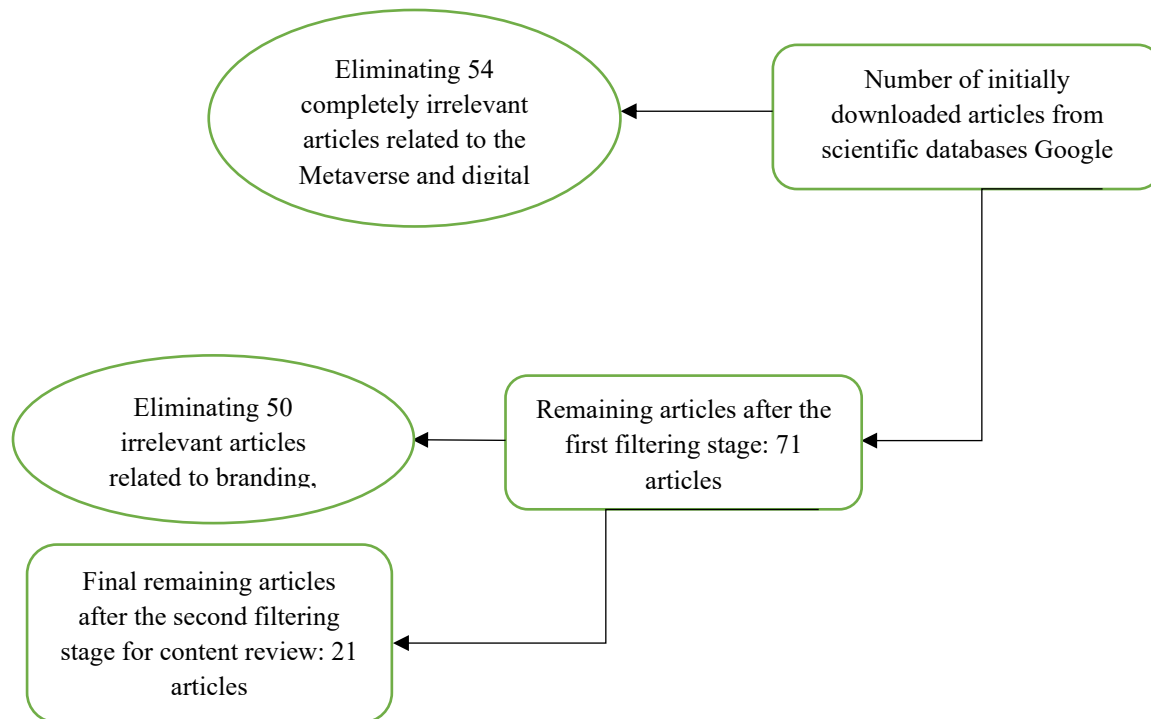 Number of initially
downloaded articles from
scientific databases Google
Eliminating 54
completely irrelevant
articles related to the
Metaverse and digital
Remaining articles after the
first filtering stage: 71
articles
Eliminating 50
irrelevant articles
related to branding,
Final remaining articles
after the second filtering
stage for content review: 21
articles